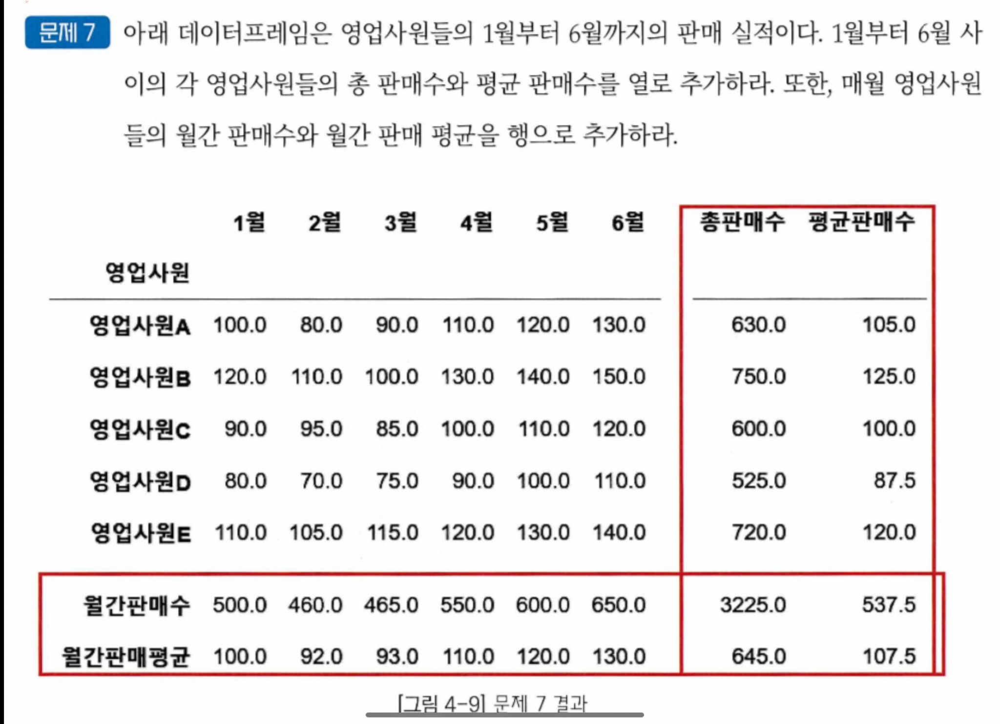 문제 7 아래 데이터프레임은 영업사원들의 1월부터 6월까지의 판매 실적이다. 1월부터 6월 사
이의 각 영업사원들의 총 판매수와 평균 판매수를 열로 추가하라. 또한, 매월 영업사원
들의 월간 판매수와 월간 판매 평균을 행으로 추가하라.
1월 2월 3월 4월 5월 6월 총판매수 평균판매수
영업사원
영업사원A 100.0 80.0 90.0 110.0 120.0 130.0 630.0 105.0
영업사원B 120.0 110.0 100.0 130.0 140.0 150.0 750.0 125.0
영업사원C 90.0 95.0 85.0 100.0 110.0 120.0 600.0 100.0
영업사원D 80.0 70.0 75.0 90.0 100.0 110.0 525.0 87.5
영업사원E 110.0 105.0 115.0 120.0 130.0 140.0 720.0 120.0
월간판매수 500.0 460.0 465.0 550.0 600.0 650.0 3225.0 537.5
월간판매평균 100.0 92.0 93.0 110.0 120.0 130.0 645.0 107.5
[그림 4-9] 문제 7 결과